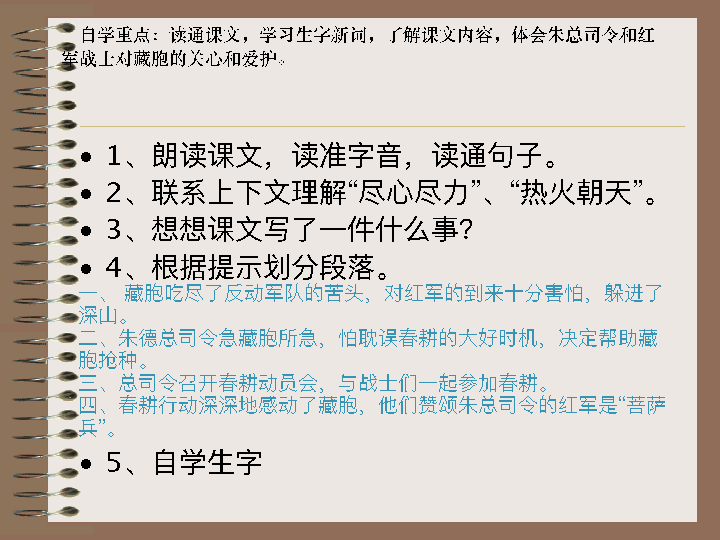 自学重点：读通课文，学习生字新词，了解课文内容，体会朱总司令和红
军战士对藏胞的关心和爱护。
• 1、朗读课文，读准字音，读通句子。
• 2、联系上下文理解“尽心尽力”、“热火朝天”。
• 3、想想课文写了一件什么事？
• 4、根据提示划分段落。
一、 藏胞吃尽了反动军队的苦头，对红军的到来十分害怕，躲进了
深山。
二、朱德总司令急藏胞所急，怕耽误春耕的大好时机，决定帮助藏
胞抢种。
三、总司令召开春耕动员会，与战士们一起参加春耕。
四、春耕行动深深地感动了藏胞，他们赞颂朱总司令的红军是“菩萨
兵”。
• 5、自学生字